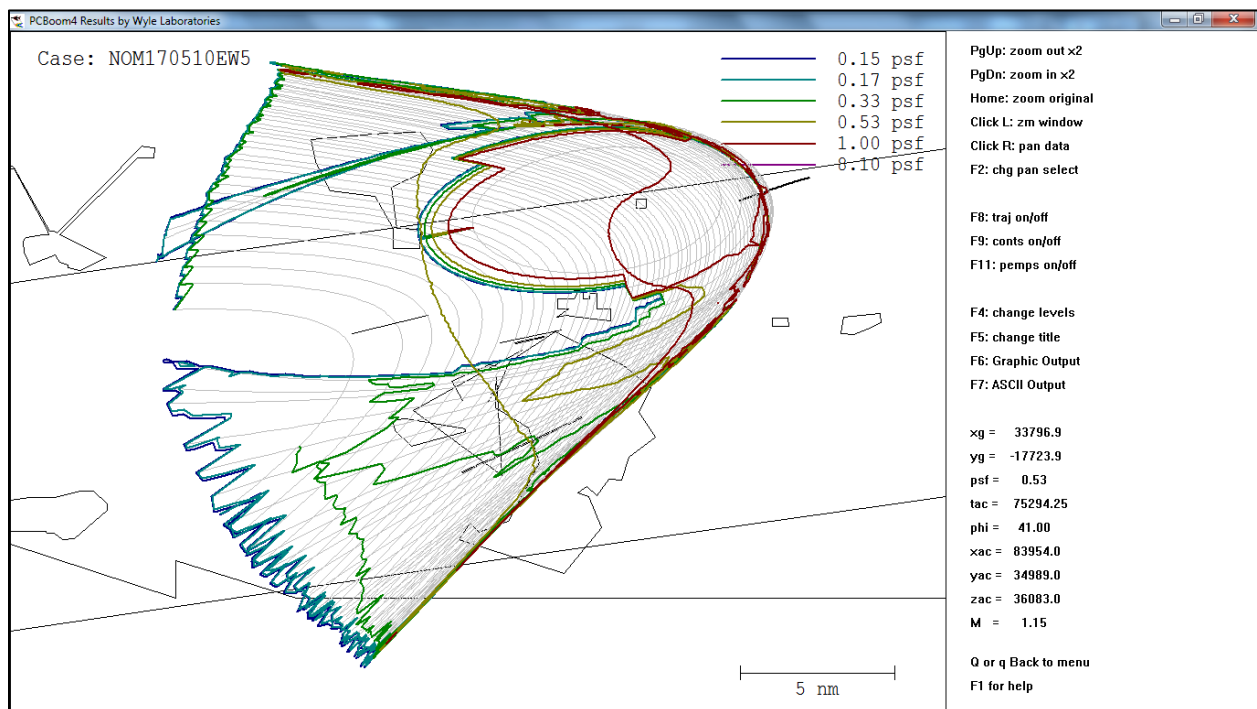 PCBoom4 Results by Wyle Laboratories
Case: NOM170510EW5
0.15 psf
0.17 psf
0.33 psf
0.53 psf
1.00 psf
8.10 psf
5 nm
PgUp: zoom out x2
PgDn: zoom in x2
Home: zoom original
Click L: zm window
Click R: pan data
F2: chg pan select
F8: traj on/off
F9: conts on/off
F11: pemps on/off
F4: change levels
F5: change title
F6: Graphic Output
F7: ASCII Output
xg = 33796.9
yg = -17723.9
psf = 0.53
tac = 75294.25
phi = 41.00
xac = 83954.0
yac = 34989.0
zac = 36083.0
M = 1.15
Q or q Back to menu
F1 for help